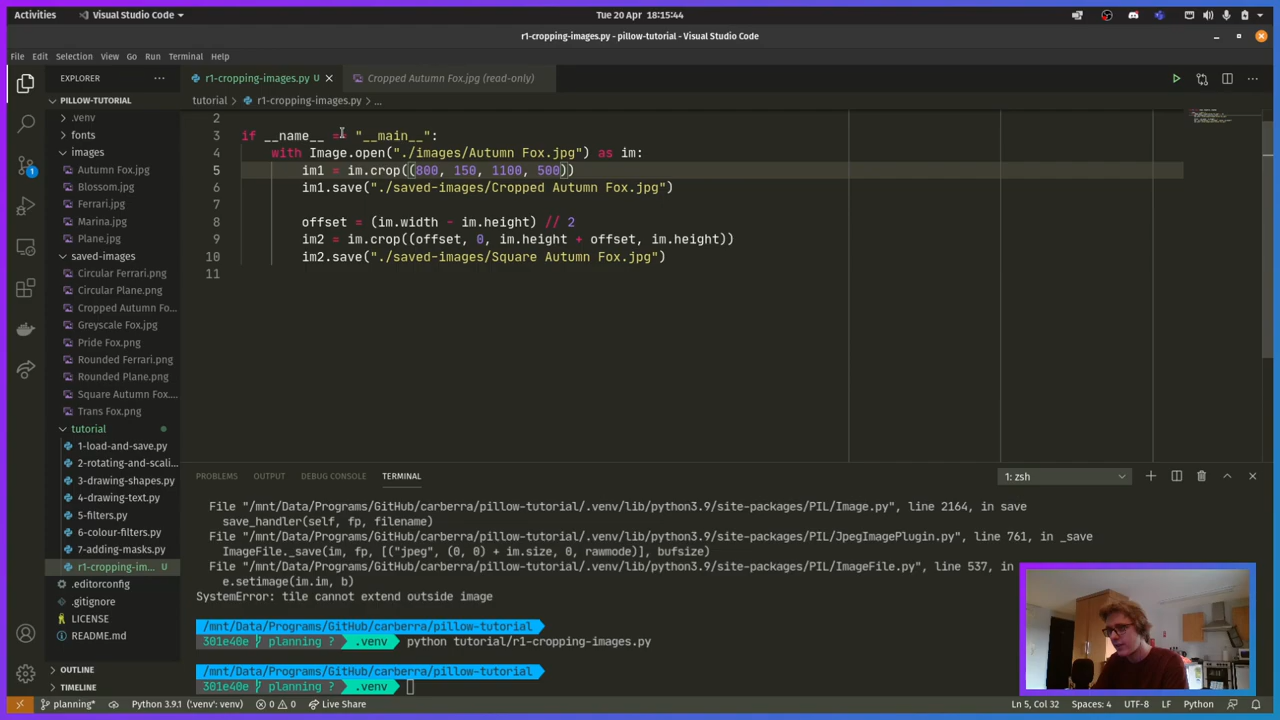 Activities
Visual Studio Code
Tue 20 Apr 18:15:44
r1-cropping-images.py - pillow-tutorial - Visual Studio Code
File Edit Selection View Go Run Terminal Help
EXPLORER
r1-cropping-images.py U
Cropped Autumn Fox.jpg (read-only)
PILLOW-TUTORIAL
tutorial > r1-cropping-images.py > ...
.venv
fonts
images
Autumn Fox.jpg
Blossom.jpg
Ferrari.jpg
Marina.jpg
Plane.jpg
saved-images
Circular Ferrari.png
Circular Plane.png
Cropped Autumn Fo...
Greyscale Fox.jpg
Pride Fox.png
Rounded Ferrari.png
Rounded Plane.png
Square Autumn Fox....
Trans Fox.png
tutorial
1-load-and-save.py
2-rotating-and-scali...
3-drawing-shapes.py
4-drawing-text.py
5-filters.py
6-colour-filters.py
7-adding-masks.py
r1-cropping-im... U
.editorconfig
.gitignore
LICENSE
README.md
OUTLINE
TIMELINE
2
3 if __name__ == "__main__":
4 with Image.open("./images/Autumn Fox.jpg") as im:
5 im1 = im.crop((800, 150, 1100, 500))
6 im1.save("./saved-images/Cropped Autumn Fox.jpg")
7
8 offset = (im.width - im.height) // 2
9 im2 = im.crop((offset, 0, im.height + offset, im.height))
10 im2.save("./saved-images/Square Autumn Fox.jpg")
11
PROBLEMS OUTPUT DEBUG CONSOLE TERMINAL
1: zsh
File "/mnt/Data/Programs/GitHub/carberra/pillow-tutorial/.venv/lib/python3.9/site-packages/PIL/Image.py", line 2164, in save
save_handler(self, fp, filename)
File "/mnt/Data/Programs/GitHub/carberra/pillow-tutorial/.venv/lib/python3.9/site-packages/PIL/JpegImagePlugin.py", line 761, in _save
ImageFile._save(im, fp, [("jpeg", (0, 0) + im.size, 0, rawmode)], bufsize)
File "/mnt/Data/Programs/GitHub/carberra/pillow-tutorial/.venv/lib/python3.9/site-packages/PIL/ImageFile.py", line 537, in
e.setimage(im.im, b)
SystemError: tile cannot extend outside image
/mnt/Data/Programs/GitHub/carberra/pillow-tutorial
301e40e planning ? .venv python tutorial/r1-cropping-images.py
/mnt/Data/Programs/GitHub/carberra/pillow-tutorial
301e40e planning ? .venv
planning* Python 3.9.1 ('.venv': venv) 0 0 Live Share
Ln 5, Col 32 Spaces: 4 UTF-8 LF Python